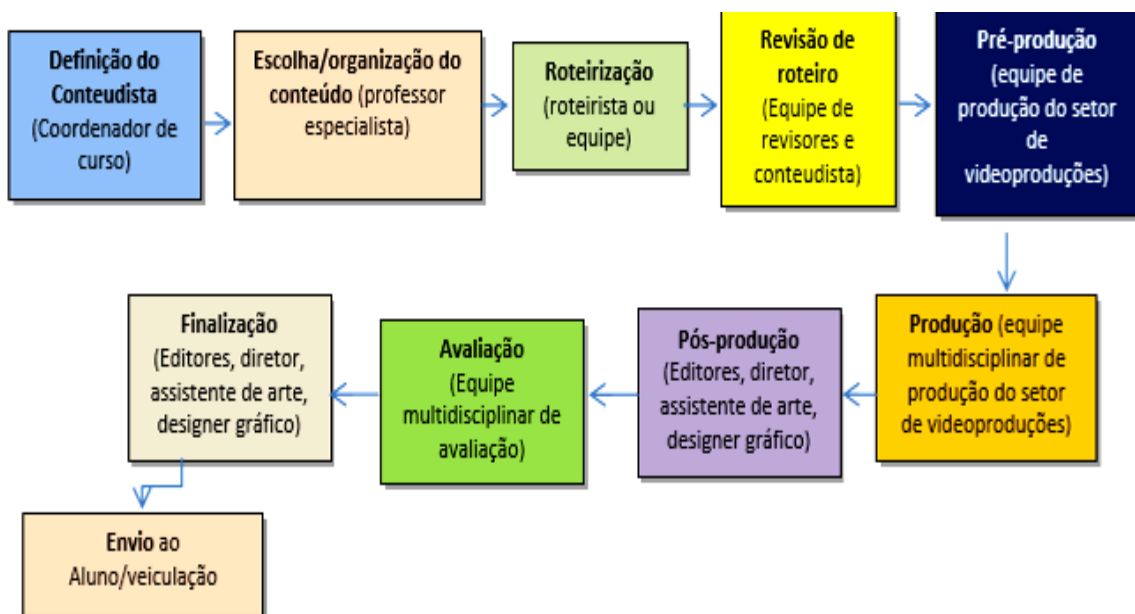 Definição do
Conteudista
(Coordenador de
curso)
Escolha/organização do
conteúdo (professor
especialista)
Roteirização
(roteirista ou
equipe)
Revisão de
roteiro
(Equipe de
revisores e
conteudista)
Pré-produção
(equipe de
produção do setor
de
videoproduções)
Produção (equipe
multidisciplinar de
produção do setor
de videoproduções)
Pós-produção
(Editores, diretor,
assistente de arte,
designer gráfico)
Avaliação
(Equipe
multidisciplinar de
avaliação)
Finalização
(Editores, diretor,
assistente de arte,
designer gráfico)
Envio ao
Aluno/veiculação